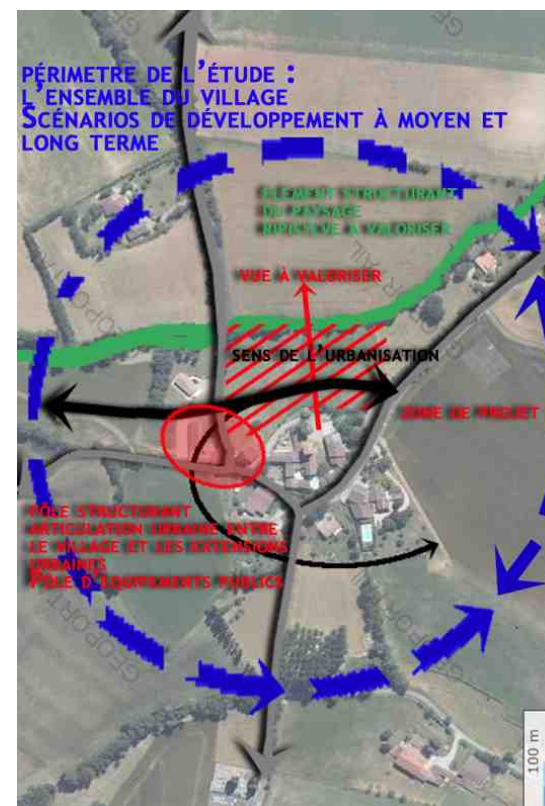 PÉRIMETRE DE L'ÉTUDE :
L'ENSEMBLE DU VILLAGE
SCÉNARIOS DE DÉVELOPPEMENT À MOYEN ET
LONG TERME
ELEMENT STRUCTURANT
DU PAYSAGE
RIPISYLVE A VALORISER
VUE À VALORISER
SENS DE L'URBANISATION
ZONE DE PROJET
PÔLE STRUCTURANT
ARTICULATION URBAINE ENTRE
LE VILLAGE ET LES EXTENSIONS
URBAINES
PÔLE D'ÉQUIPEMENTS PUBLICS
100 m